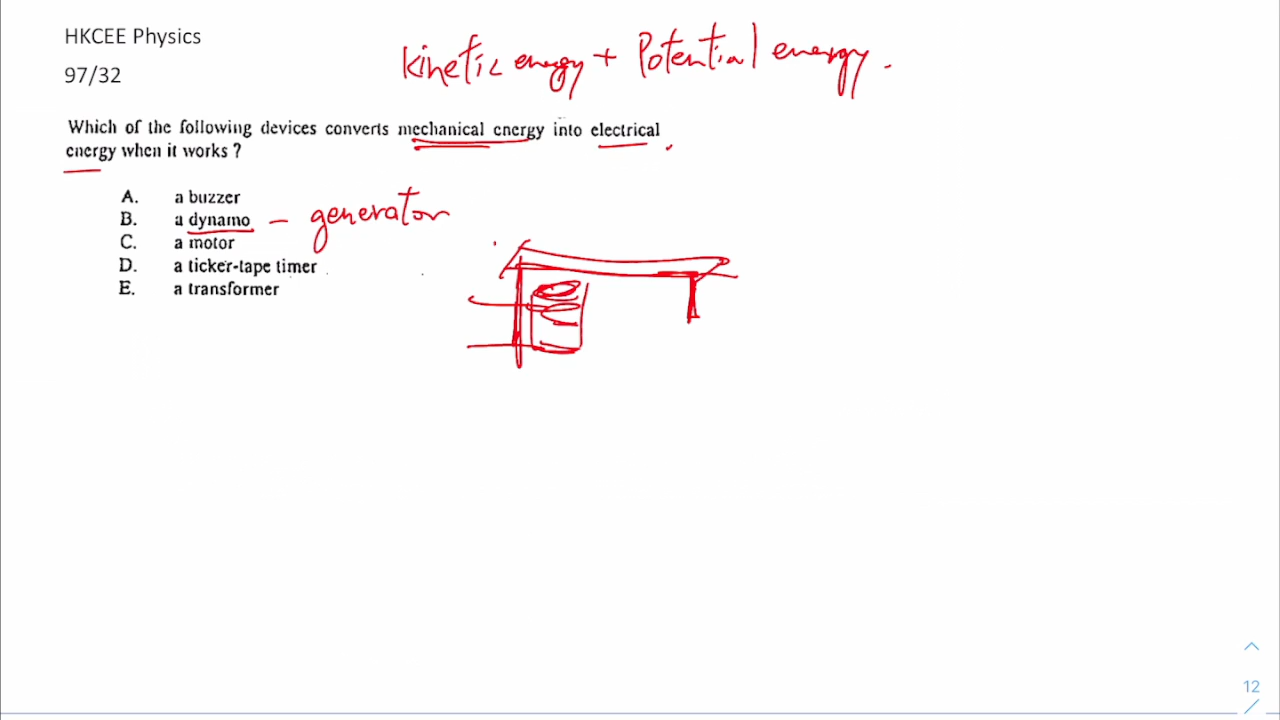 HKCEE Physics
Kinetic energy + Potential energy.
97/32
Which of the following devices converts mechanical energy into electrical
energy when it works ?
A. a buzzer
B. a dynamo – generator
C. a motor
D. a ticker-tape timer
E. a transformer
12